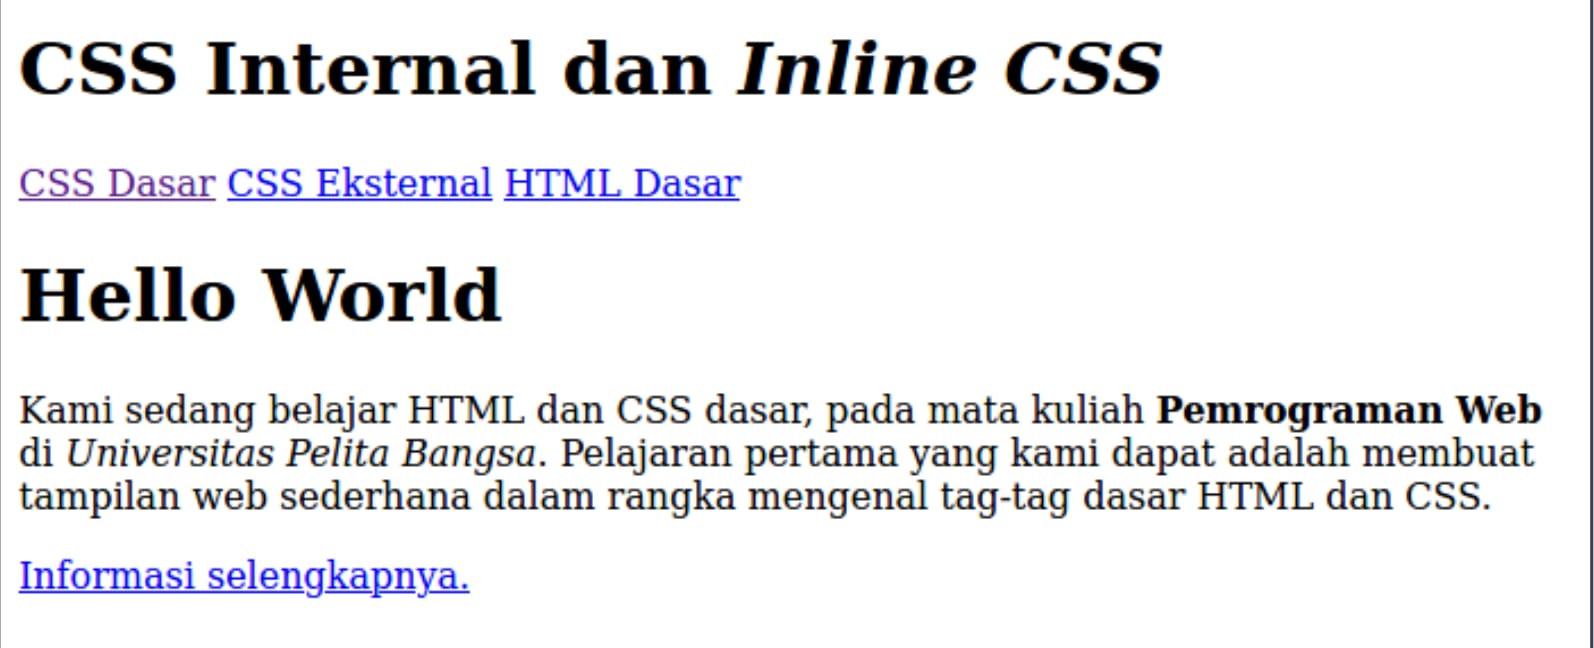 CSS Internal dan Inline CSS
CSS Dasar CSS Eksternal HTML Dasar
Hello World
Kami sedang belajar HTML dan CSS dasar, pada mata kuliah Pemrograman Web
di Universitas Pelita Bangsa. Pelajaran pertama yang kami dapat adalah membuat
tampilan web sederhana dalam rangka mengenal tag-tag dasar HTML dan CSS.
Informasi selengkapnya.